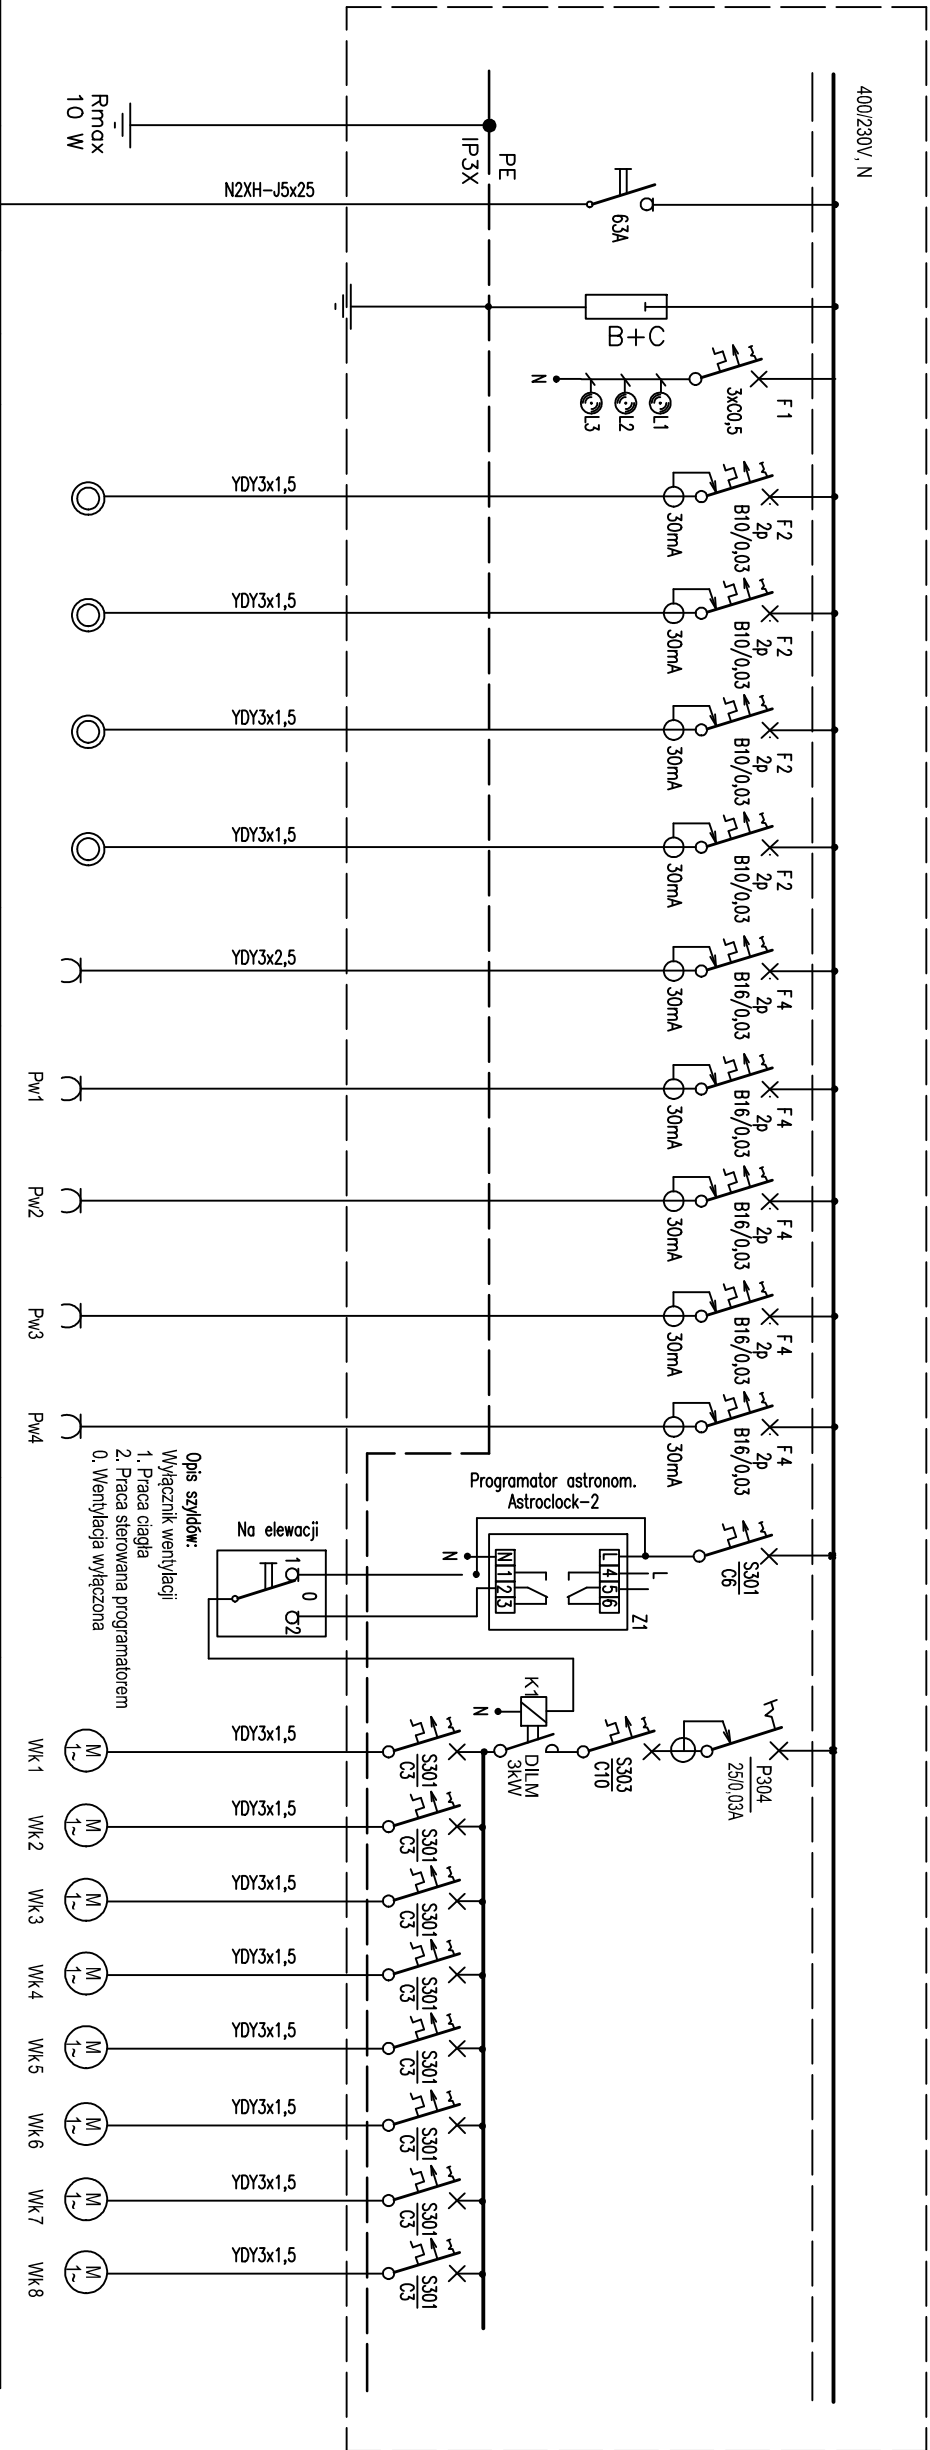 400/230V, N
Rmax
10 W
PE
IP3X
N2XH-J5x25
63A
B+C
F1
3xC0,5
L1
L2
L3
N
F2
2p
B10/0,03
30mA
YDY3x1,5
F2
2p
B10/0,03
30mA
YDY3x1,5
F2
2p
B10/0,03
30mA
YDY3x1,5
F2
2p
B10/0,03
30mA
YDY3x1,5
F4
2p
B16/0,03
30mA
YDY3x2,5
F4
2p
B16/0,03
30mA
Pw1
F4
2p
B16/0,03
30mA
Pw2
F4
2p
B16/0,03
30mA
Pw3
F4
2p
B16/0,03
30mA
Pw4
S301
C6
Programator astronom.
Astroclock-2
L 4 5 6
L
N 1 2 3
N
Z1
Na elewacji
1 0 2
Opis szyldów:
Wyłącznik wentylacji
1. Praca ciągła
2. Praca sterowana programatorem
0. Wentylacja wyłączona
P304
25/0,03A
S303
C10
DILM
3kW
K1
N
S301
C3
YDY3x1,5
M
1~
Wk1
S301
C3
YDY3x1,5
M
1~
Wk2
S301
C3
YDY3x1,5
M
1~
Wk3
S301
C3
YDY3x1,5
M
1~
Wk4
S301
C3
YDY3x1,5
M
1~
Wk5
S301
C3
YDY3x1,5
M
1~
Wk6
S301
C3
YDY3x1,5
M
1~
Wk7
S301
C3
YDY3x1,5
M
1~
Wk8